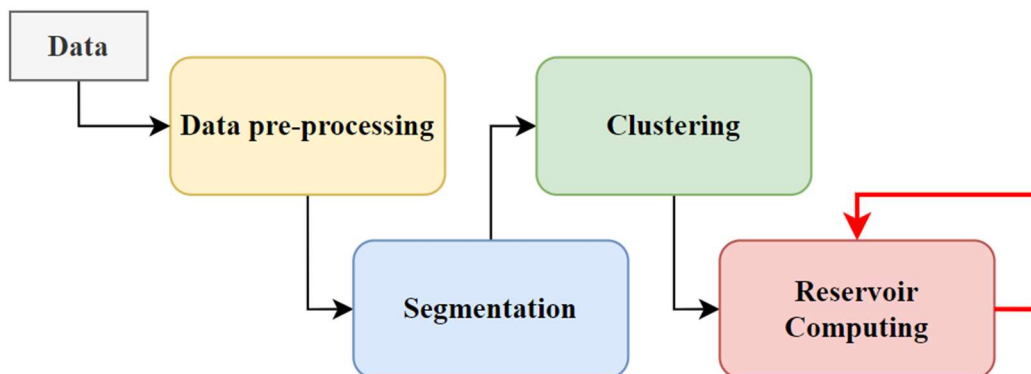 Data
Data pre-processing
Clustering
Segmentation
Reservoir
Computing